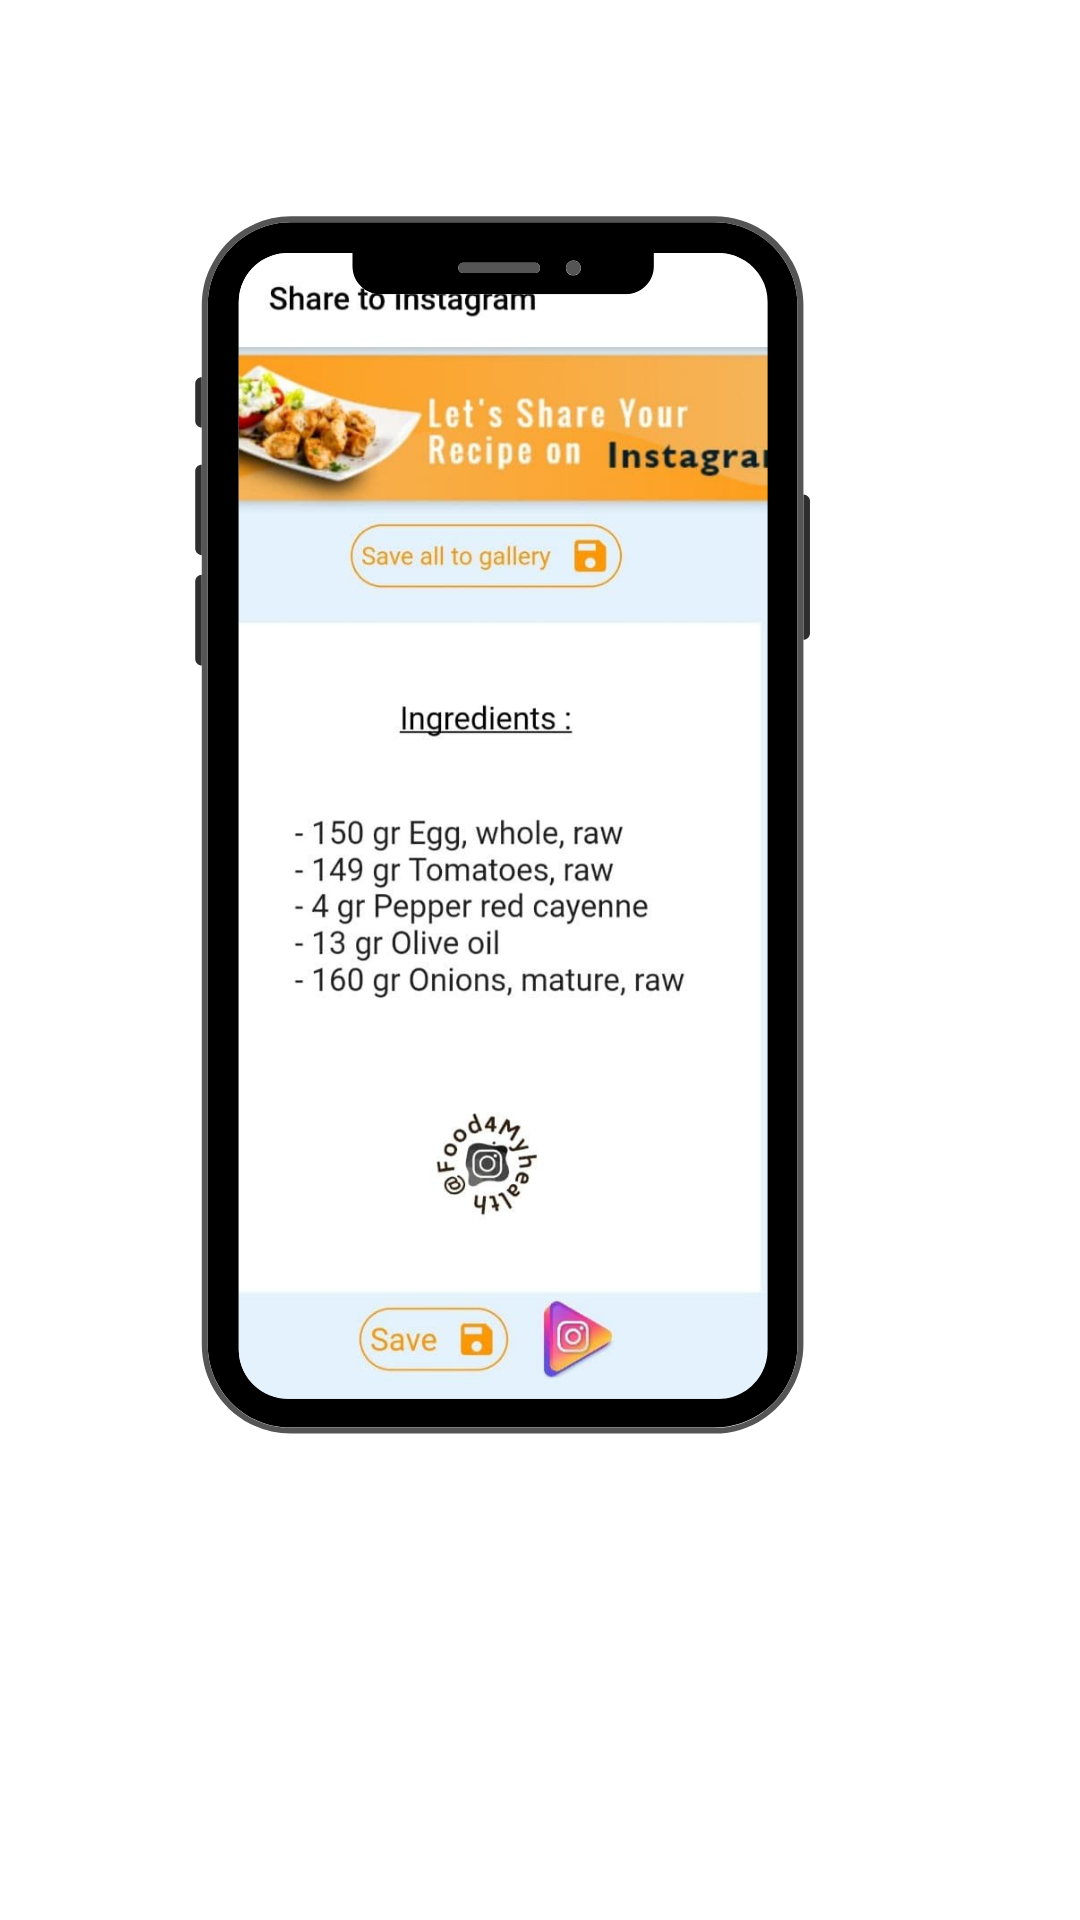 Share to Instagram
Let's Share Your
Recipe on Instagra
Save all to gallery
Ingredients :
- 150 gr Egg, whole, raw
- 149 gr Tomatoes, raw
- 4 gr Pepper red cayenne
- 13 gr Olive oil
- 160 gr Onions, mature, raw
@Food4Myhealth
Save